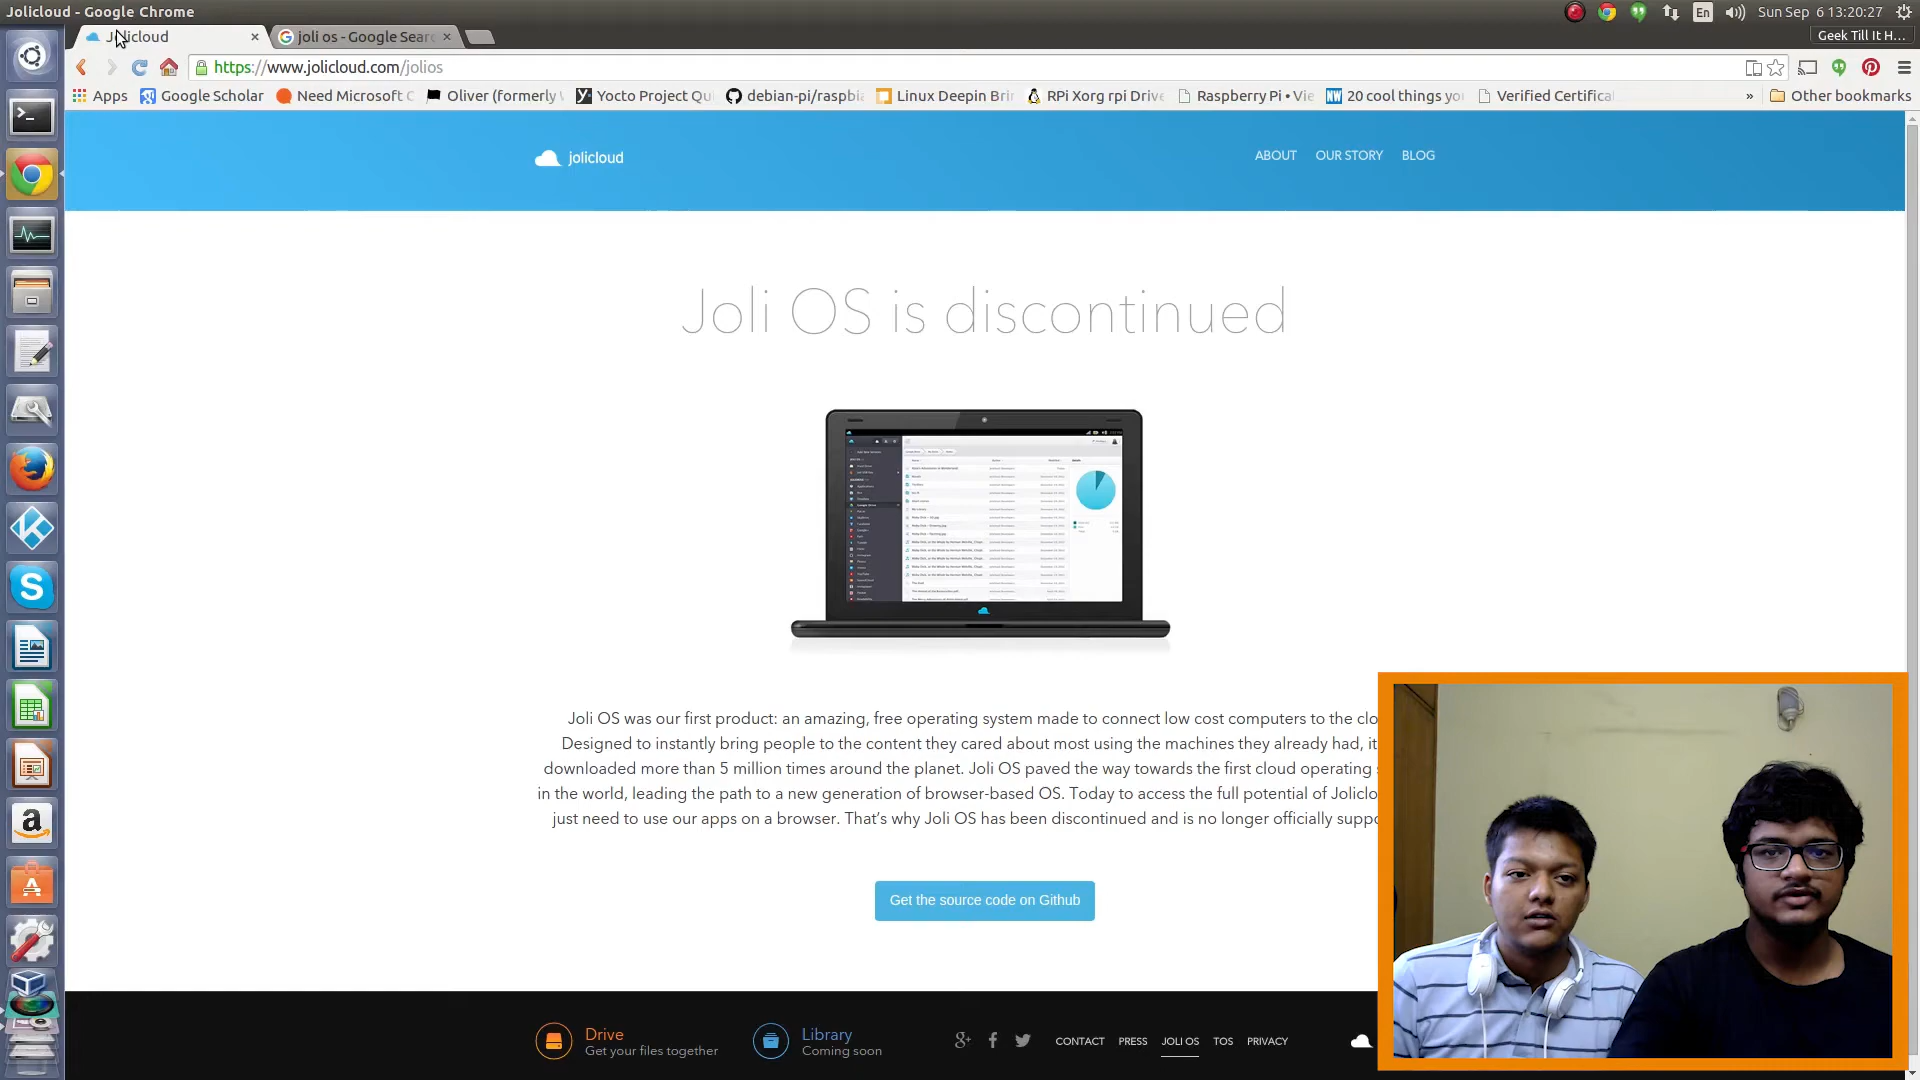 Jolicloud - Google Chrome
En
Sun Sep 6 13:20:27
Jolicloud
joli os - Google Sear
Geek Till It H...
https://www.jolicloud.com/jolios
Apps
Google Scholar
Need Microsoft C
Oliver (formerly
Yocto Project Qu
debian-pi/raspbi
Linux Deepin Bri
RPi Xorg rpi Drive
Raspberry Pi • Vie
NW
20 cool things yo
Verified Certifica
»
Other bookmarks
jolicloud
ABOUT
OUR STORY
BLOG
Joli OS is discontinued
Joli OS was our first product: an amazing, free operating system made to connect low cost computers to the clo
Designed to instantly bring people to the content they cared about most using the machines they already had, it
downloaded more than 5 million times around the planet. Joli OS paved the way towards the first cloud operating
in the world, leading the path to a new generation of browser-based OS. Today to access the full potential of Jolicl
just need to use our apps on a browser. That's why Joli OS has been discontinued and is no longer officially supp
Get the source code on Github
Drive
Get your files together
Library
Coming soon
CONTACT
PRESS
JOLI OS
TOS
PRIVACY